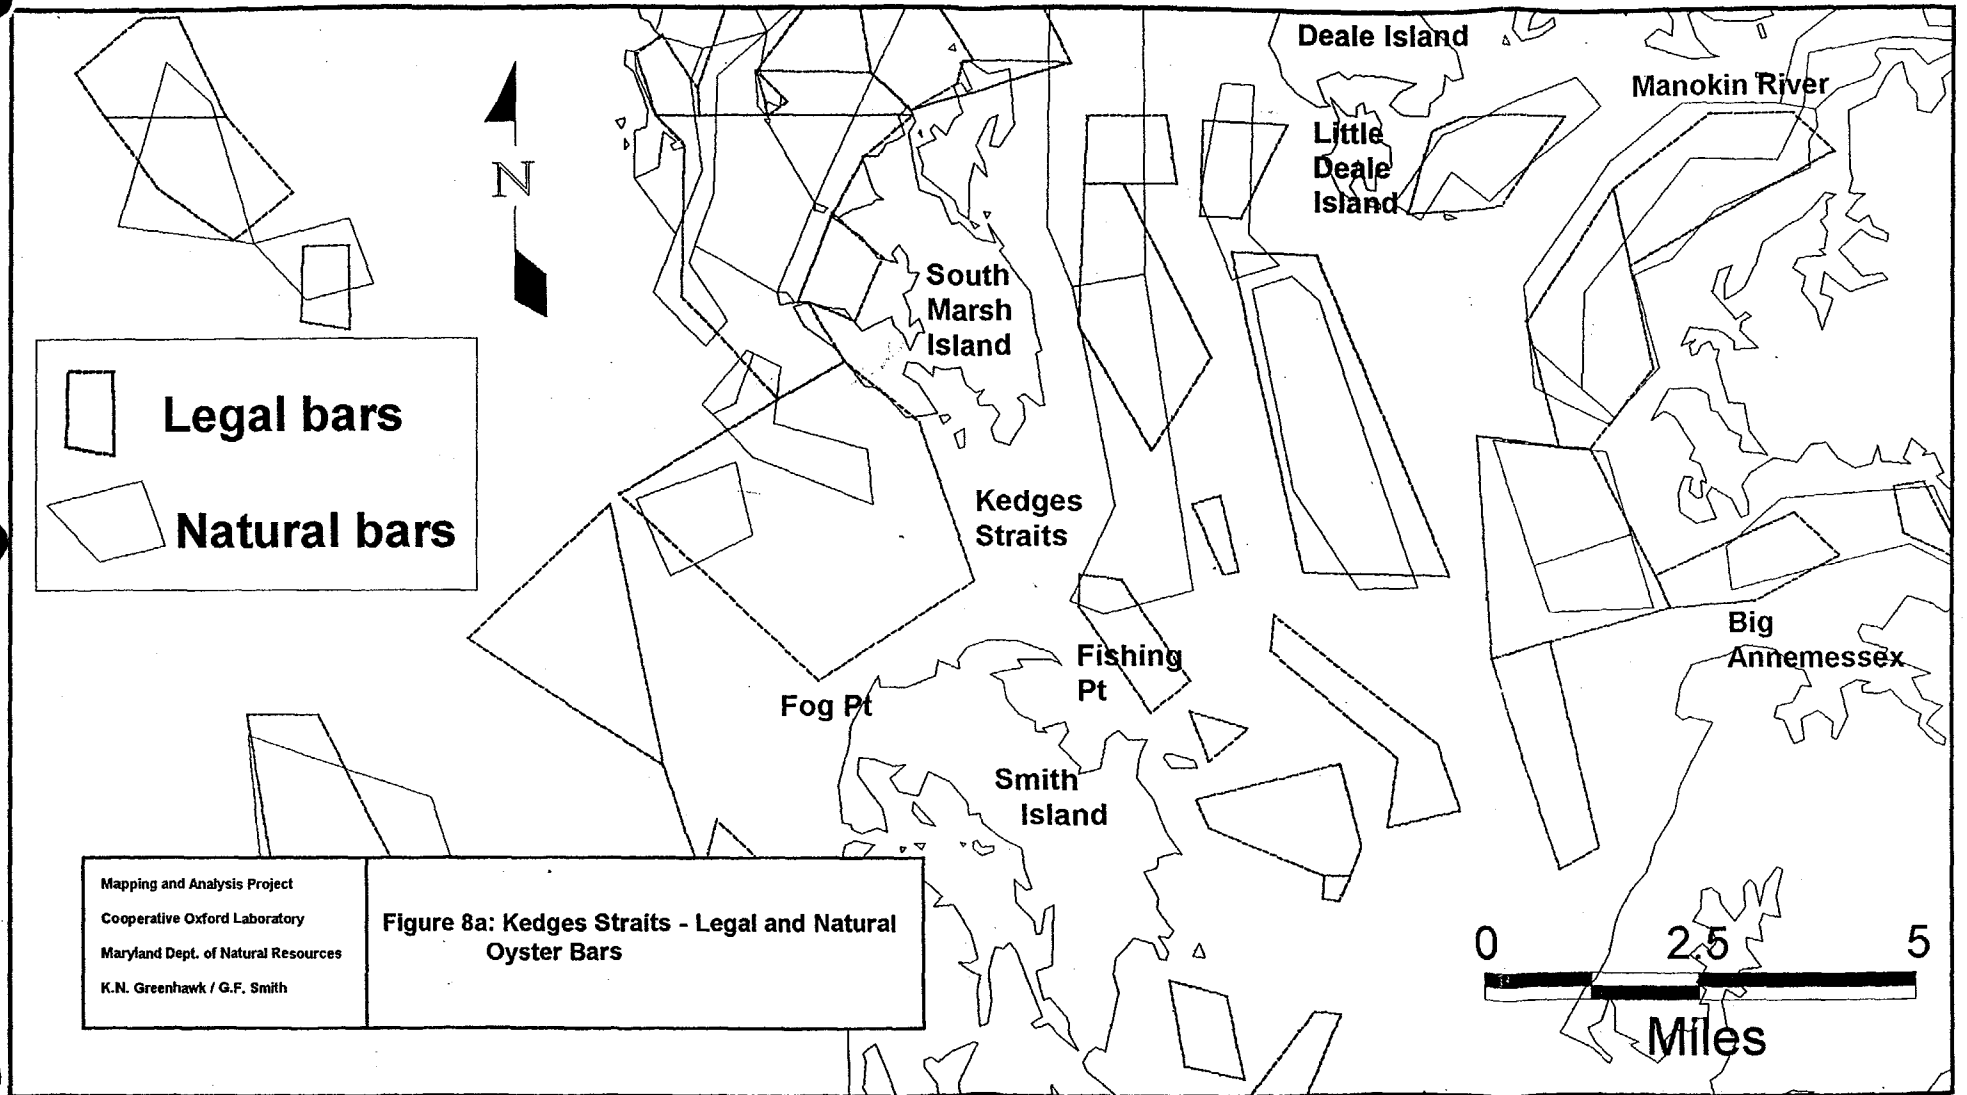 Deale Island
Manokin River
Little
Deale
Island
N
South
Marsh
Island
Legal bars
Natural bars
Kedges
Straits
Big
Annemessex
Fishing
Pt
Fog Pt
Smith
Island
Mapping and Analysis Project
Cooperative Oxford Laboratory
Maryland Dept. of Natural Resources
K.N. Greenhawk / G.F. Smith
Figure 8a: Kedges Straits - Legal and Natural
Oyster Bars
0 2.5 5
Miles